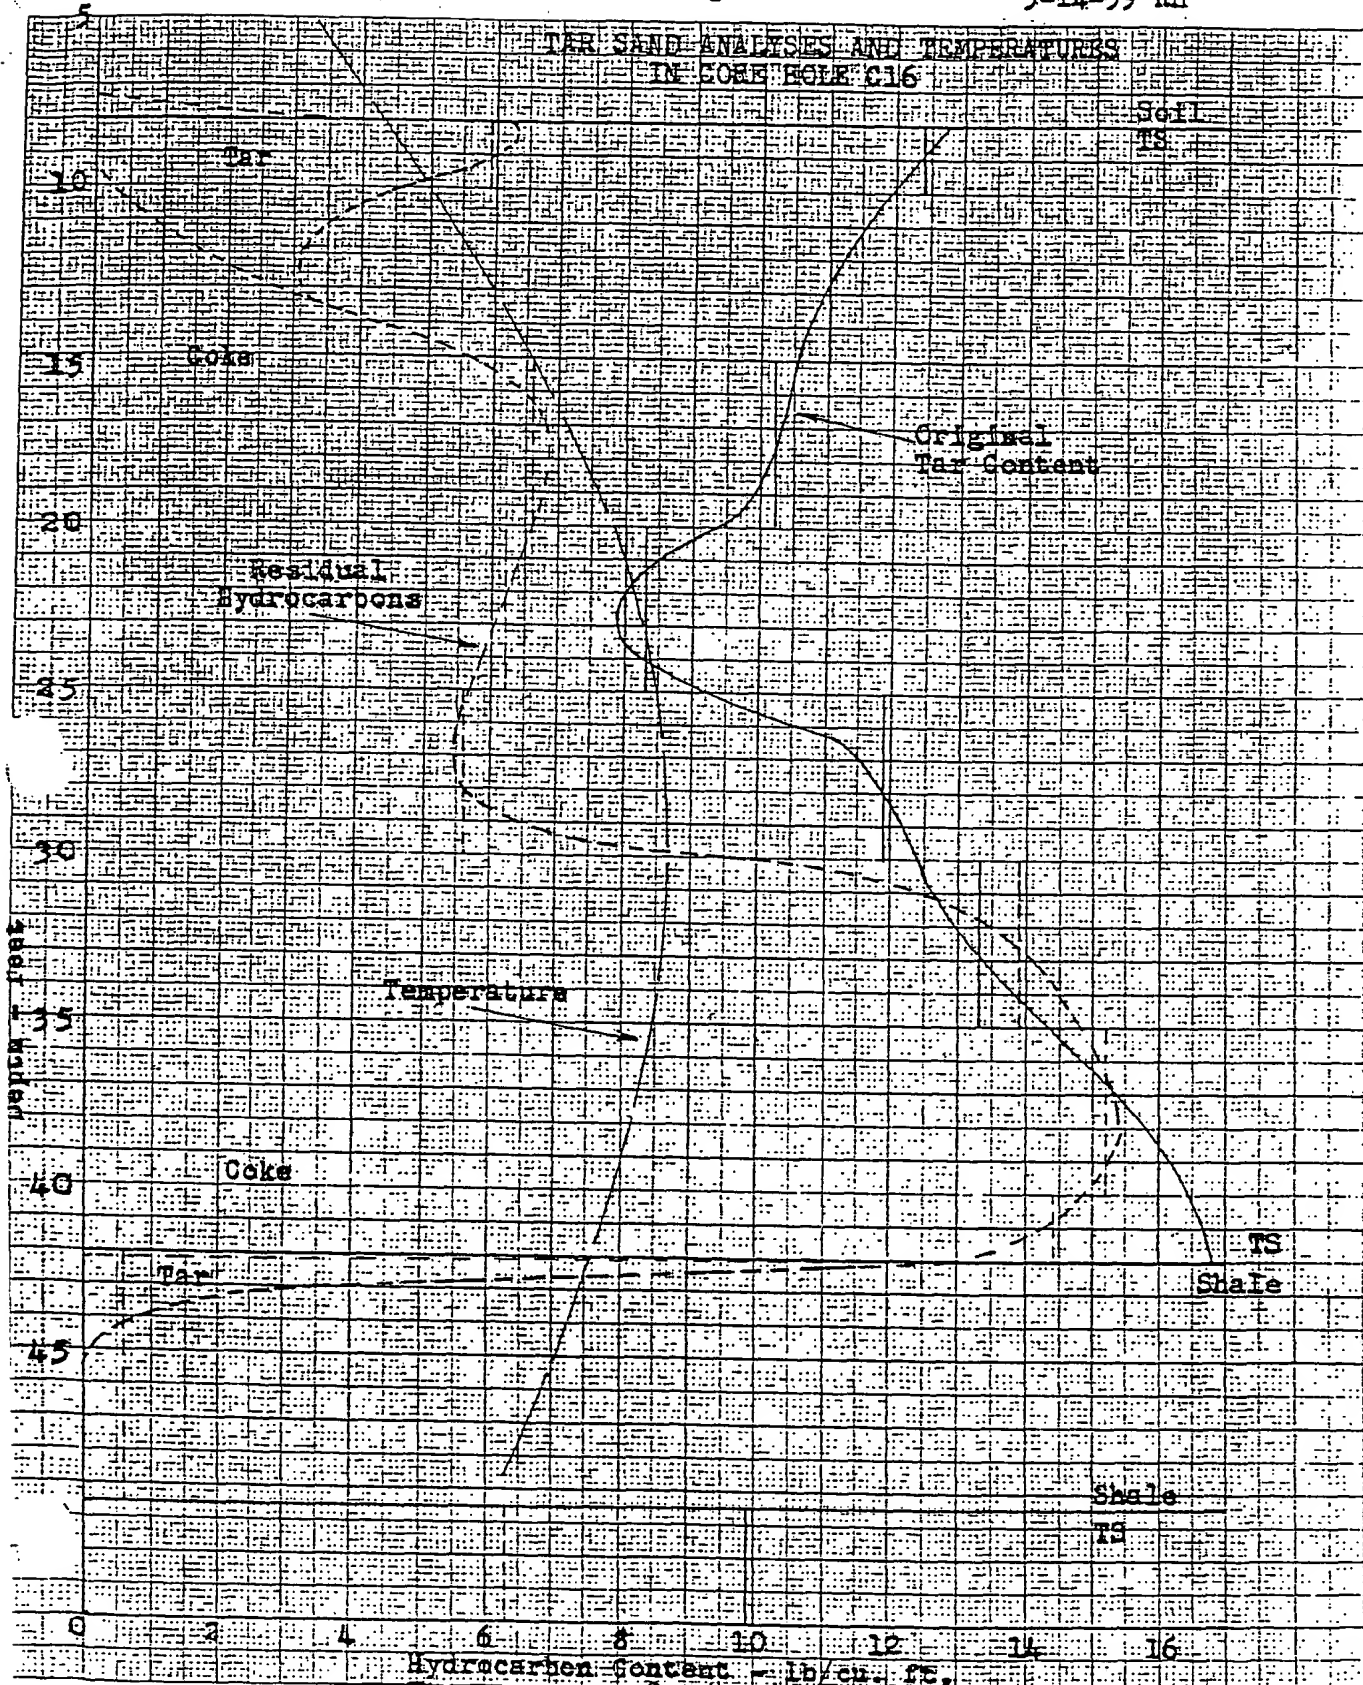 5
TAR SAND ANALYSES AND TEMPERATURES
IN CORE HOLE C16
Soil
TS
Tar
10
15
Coke
Original
Tar Content
20
Residual
Hydrocarbons
25
30
Depth - feet
Temperature
35
Coke
40
TS
Tar
Shale
45
Shale
TS
0 2 4 6 8 10 12 14 16
Hydrocarbon Content - lb/cu. ft.